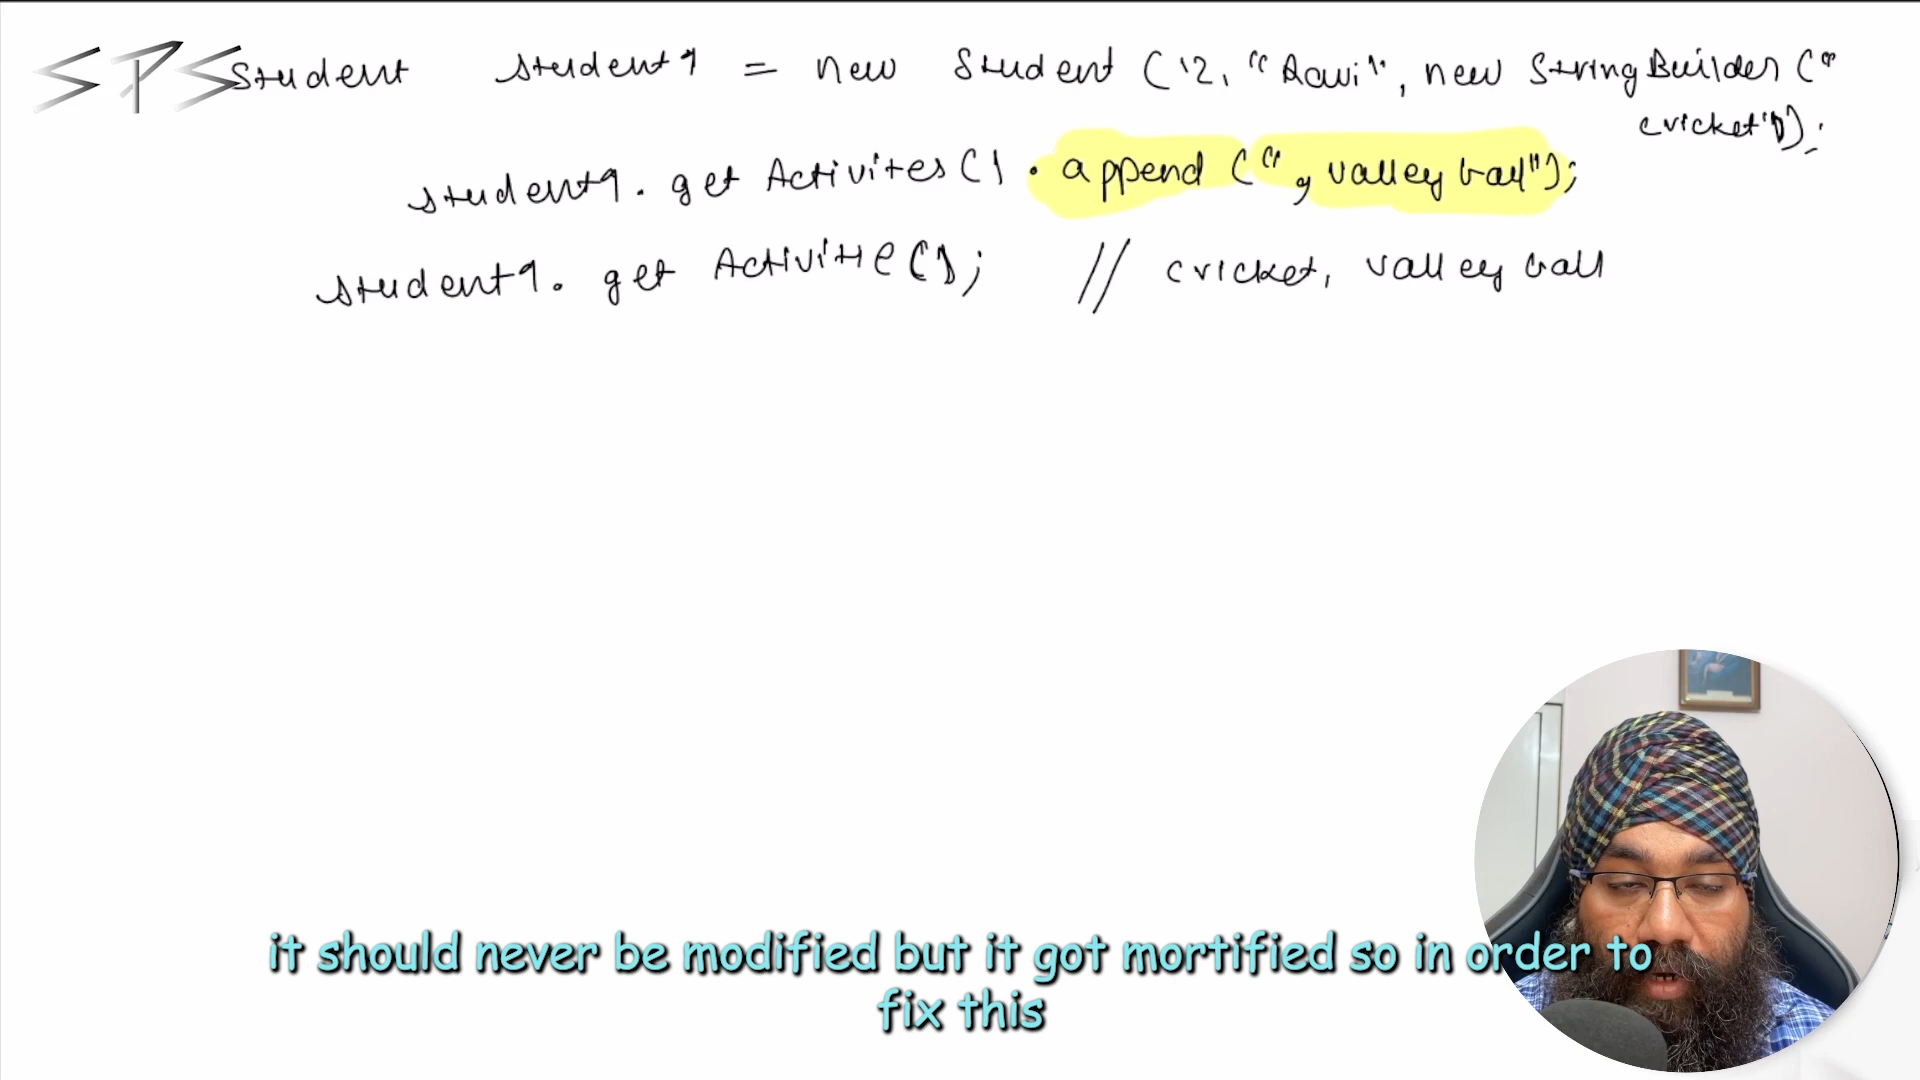 SPS
Student student1 = new Student (12, "Ravi", new StringBuilder ("
cricket"));
student1. get Activites () . append (", valley ball");
student1. get Activitie (); // cricket, valley ball
it should never be modified but it got mortified so in order to
fix this